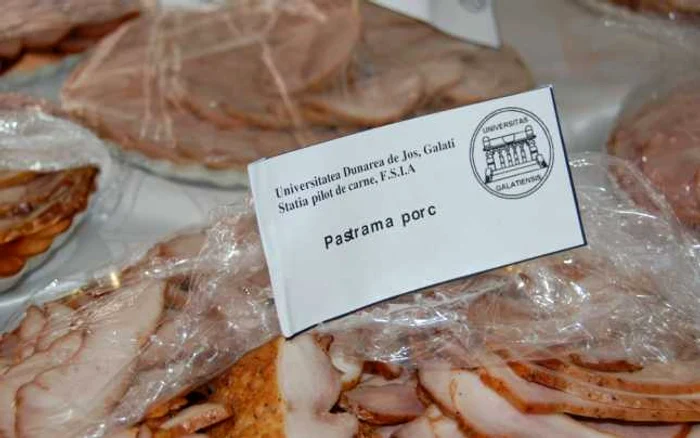 Universitatea Dunarea de Jos, Galati
Statia pilot de carne, F.S.I.A
Pastrama porc
UNIVERSITAS
GALATIENSIS